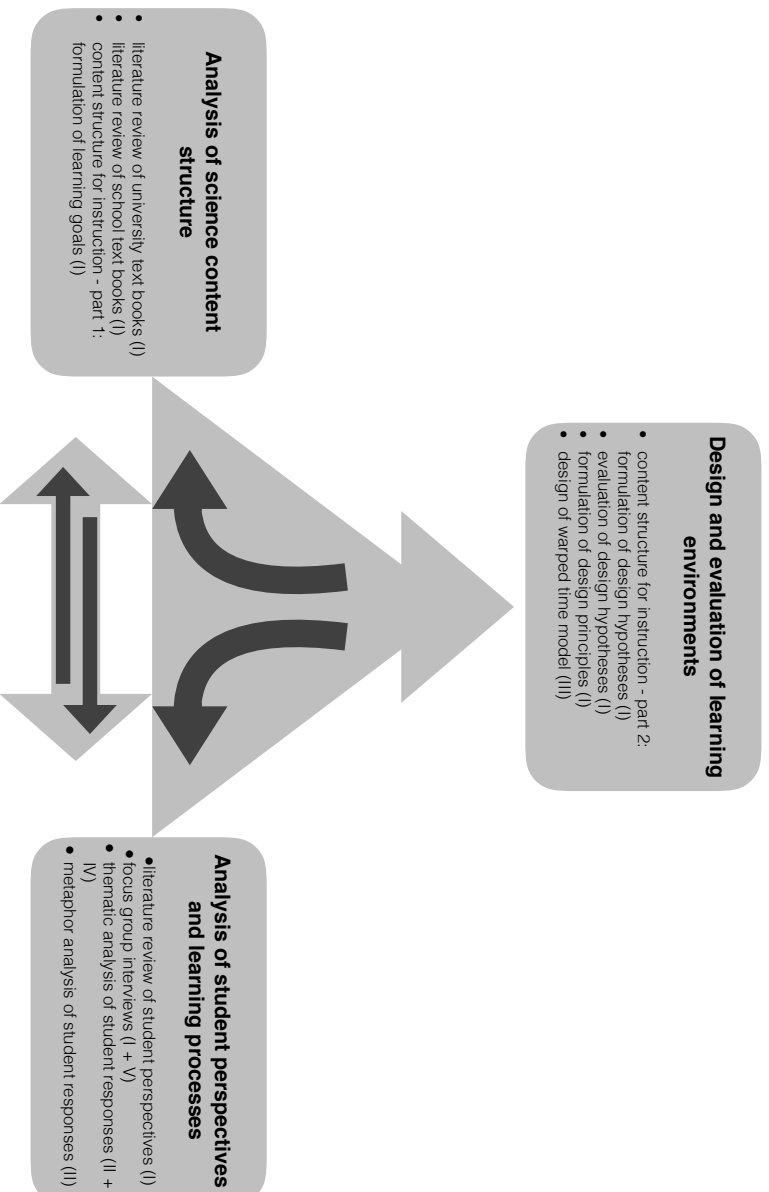 Design and evaluation of learning
environments
• content structure for instruction - part 2:
formulation of design hypotheses (I)
• evaluation of design hypotheses (I)
• formulation of design principles (I)
• design of warped time model (III)
Analysis of science content
structure
• literature review of university text books (I)
• literature review of school text books (I)
• content structure for instruction - part 1:
formulation of learning goals (I)
Analysis of student perspectives
and learning processes
• literature review of student perspectives (I)
• focus group interviews (I + V)
• thematic analysis of student responses (II +
IV)
• metaphor analysis of student responses (II)